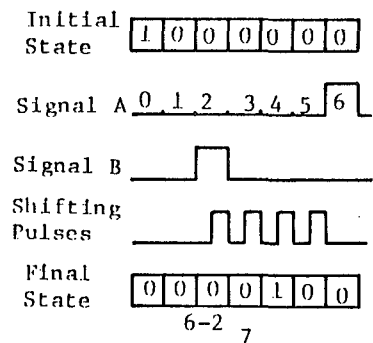 Initial
State 1 0 0 0 0 0 0
Signal A 0 1 2 3 4 5 6
Signal B
Shifting
Pulses
Final
State 0 0 0 0 1 0 0
6-2
7